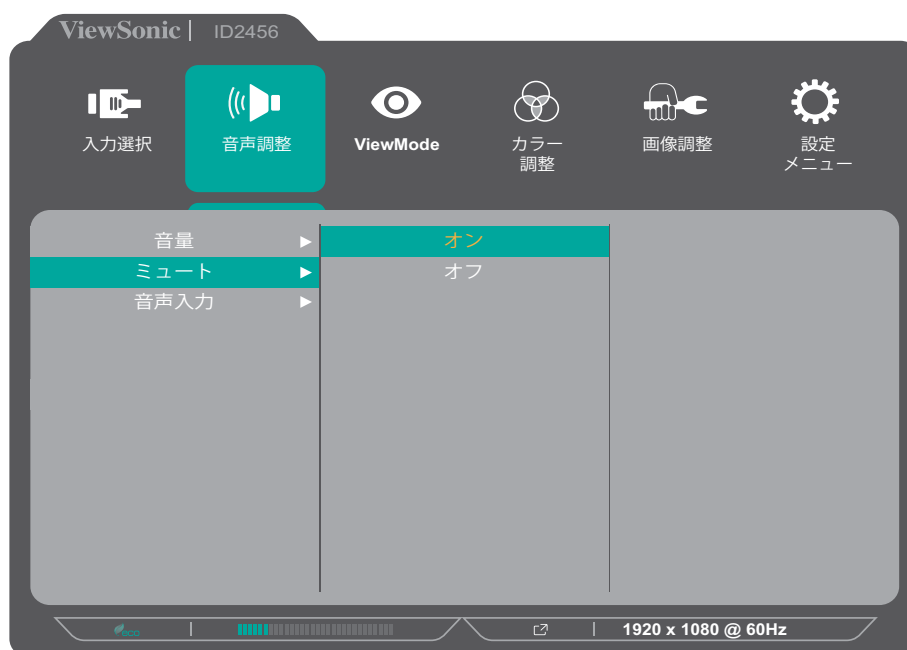 ViewSonic | ID2456
入力選択
音声調整
ViewMode
カラー
調整
画像調整
設定
メニュー
音量
オン
ミュート
オフ
音声入力
eco
1920 x 1080 @ 60Hz